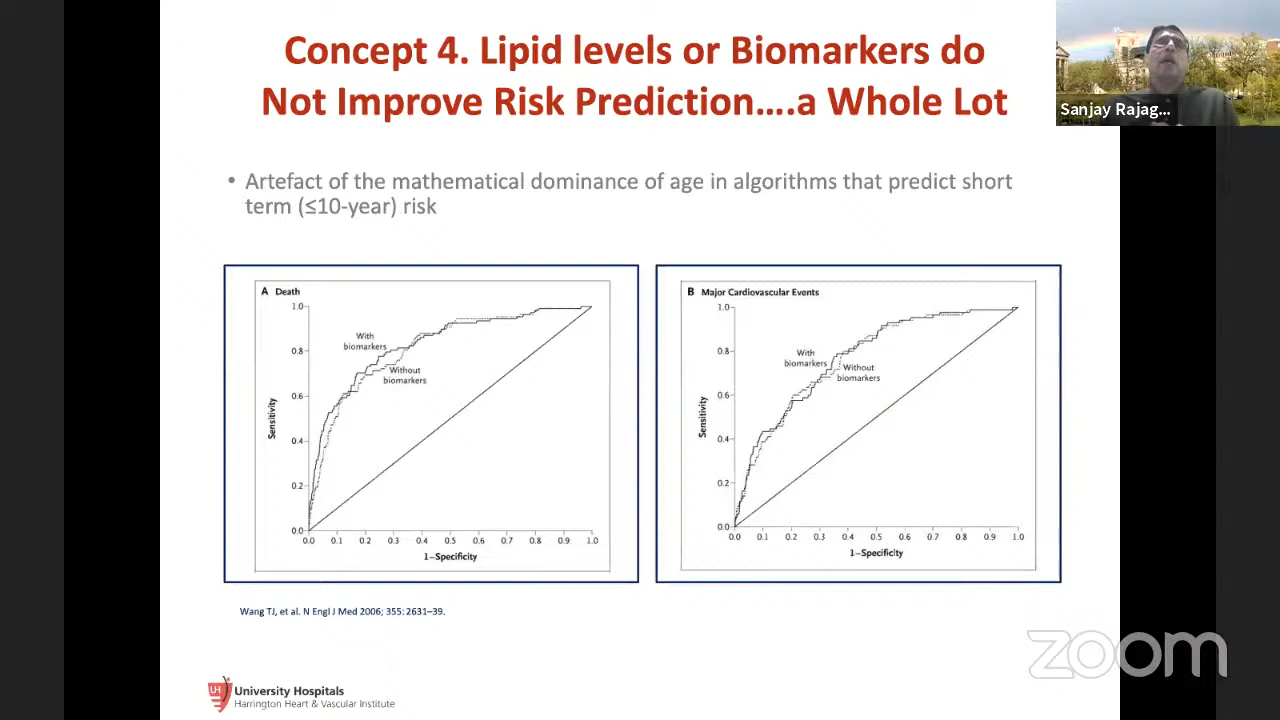 Concept 4. Lipid levels or Biomarkers do
Not Improve Risk Prediction….a Whole Lot
Sanjay Rajag...
• Artefact of the mathematical dominance of age in algorithms that predict short
term (≤10-year) risk
A Death
1.0
0.8
0.6
0.4
0.2
0.0
Sensitivity
With
biomarkers
Without
biomarkers
0.0 0.1 0.2 0.3 0.4 0.5 0.6 0.7 0.8 0.9 1.0
1–Specificity
B Major Cardiovascular Events
1.0
0.8
0.6
0.4
0.2
0.0
Sensitivity
With
biomarkers
Without
biomarkers
0.0 0.1 0.2 0.3 0.4 0.5 0.6 0.7 0.8 0.9 1.0
1–Specificity
Wang TJ, et al. N Engl J Med 2006; 355: 2631–39.
zoom
UH
University Hospitals
Harrington Heart & Vascular Institute